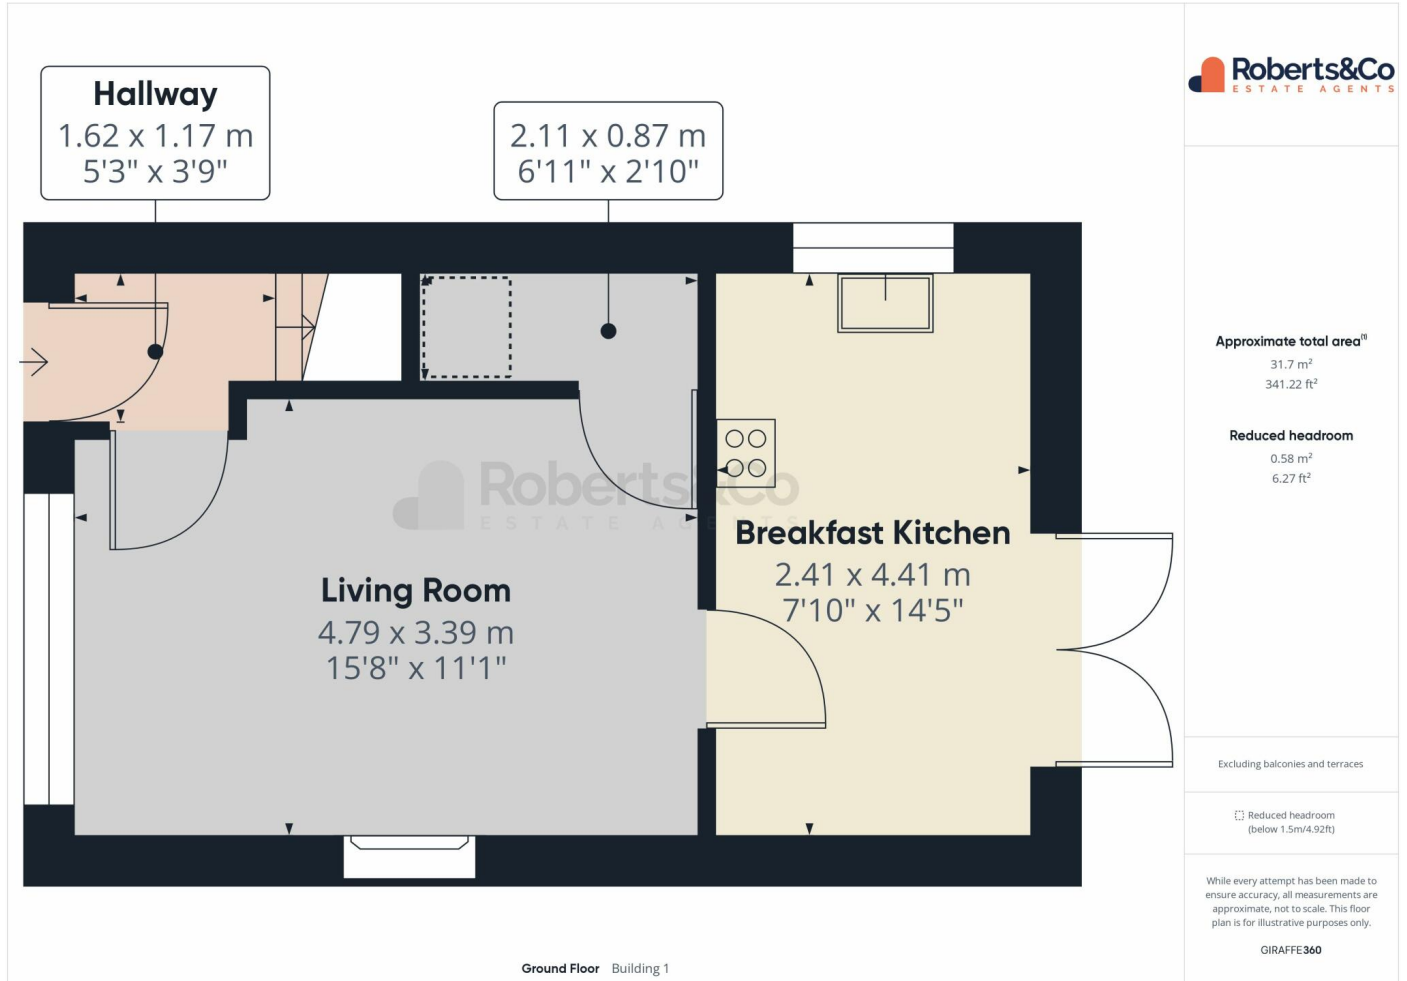 Hallway
1.62 x 1.17 m
5'3" x 3'9"
2.11 x 0.87 m
6'11" x 2'10"
Roberts&Co
ESTATE AGENTS
Roberts&Co
ESTATE AGENTS
Breakfast Kitchen
2.41 x 4.41 m
7'10" x 14'5"
Living Room
4.79 x 3.39 m
15'8" x 11'1"
Approximate total area(1)
31.7 m²
341.22 ft²
Reduced headroom
0.58 m²
6.27 ft²
Excluding balconies and terraces
Reduced headroom
(below 1.5m/4.92ft)
While every attempt has been made to
ensure accuracy, all measurements are
approximate, not to scale. This floor
plan is for illustrative purposes only.
GIRAFFE360
Ground Floor Building 1